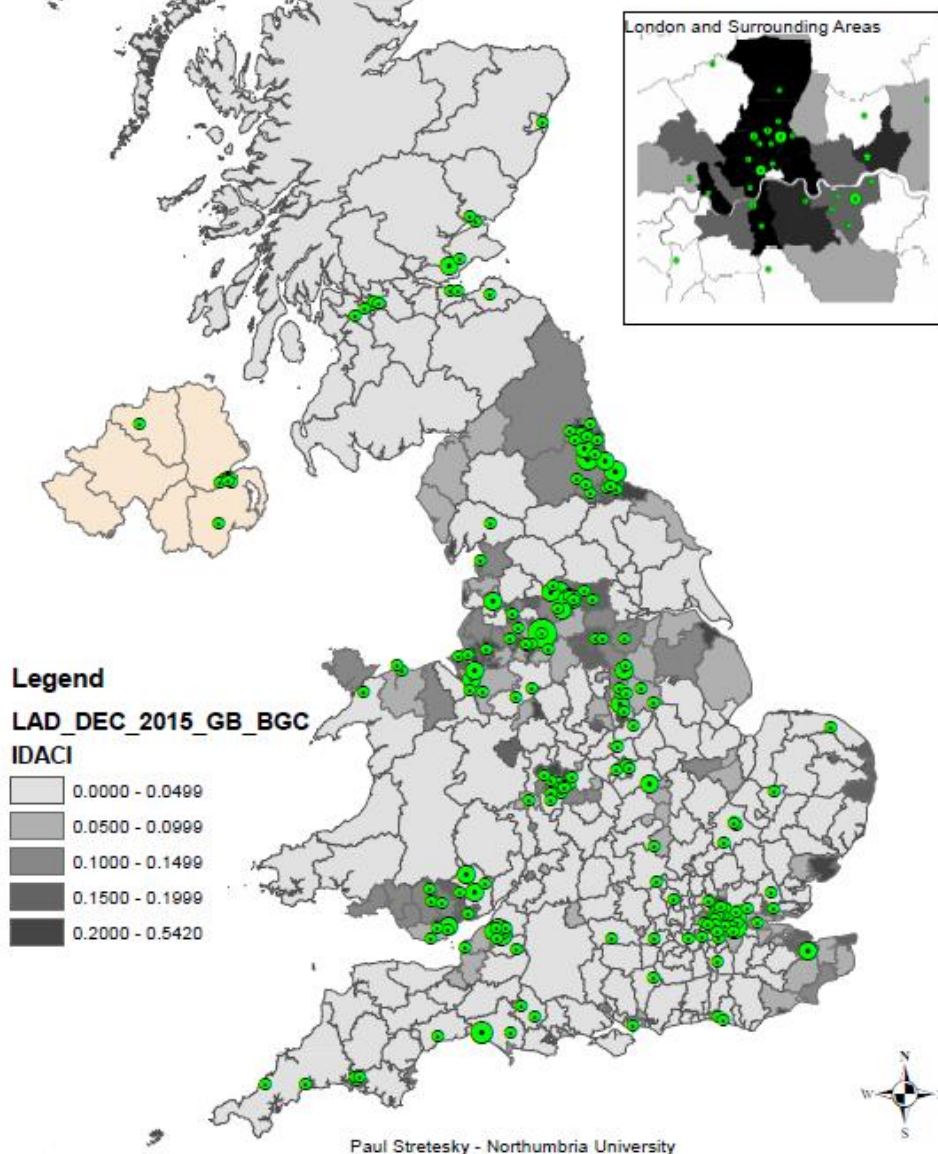 London and Surrounding Areas
Legend
LAD_DEC_2015_GB_BGC
IDACI
0.0000 - 0.0499
0.0500 - 0.0999
0.1000 - 0.1499
0.1500 - 0.1999
0.2000 - 0.5420
N
W
S
Paul Stretesky - Northumbria University